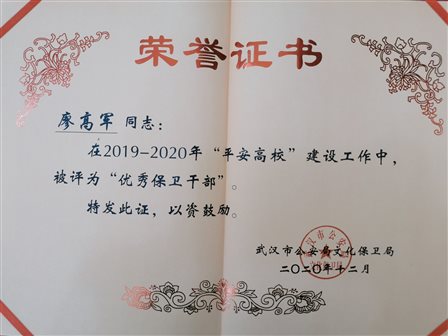 荣誉证书
廖高军 同志：
在2019-2020年“平安高校”建设工作中，
被评为“优秀保卫干部”。
特发此证，以资鼓励。
武汉市公安局文化保卫局
二〇二〇年十二月